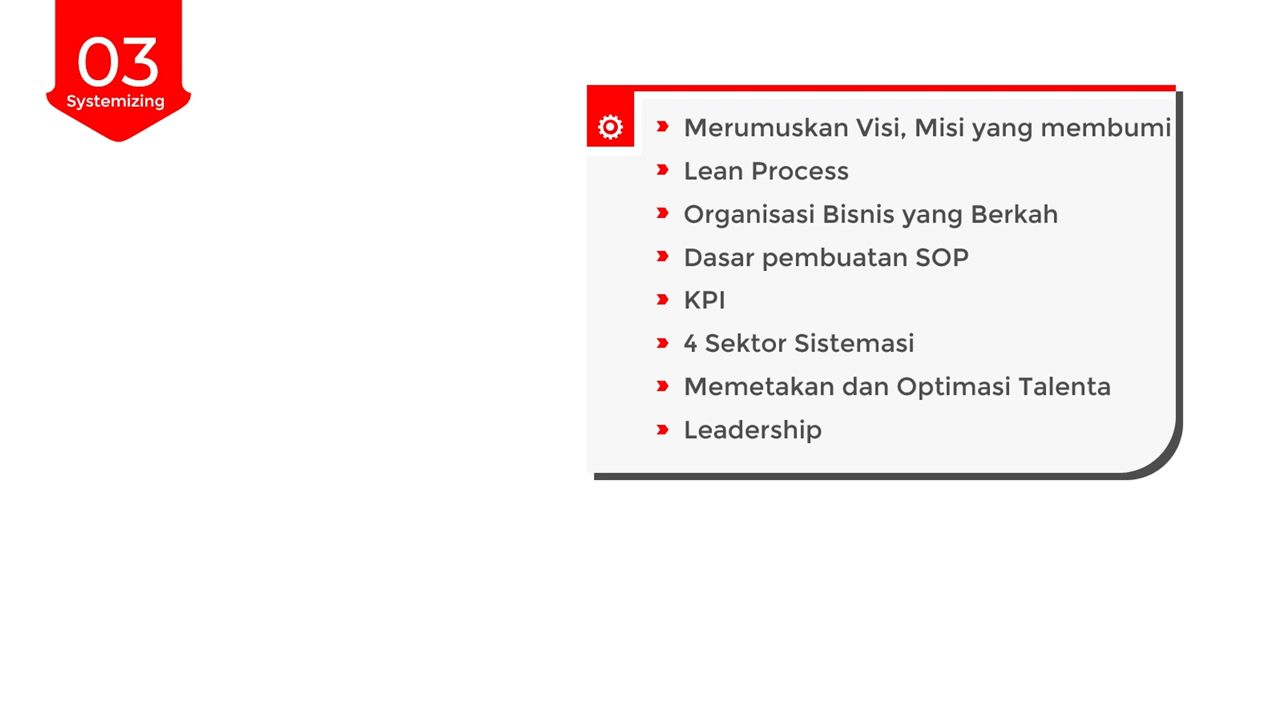 03
Systemizing
Merumuskan Visi, Misi yang membumi
Lean Process
Organisasi Bisnis yang Berkah
Dasar pembuatan SOP
KPI
4 Sektor Sistemasi
Memetakan dan Optimasi Talenta
Leadership